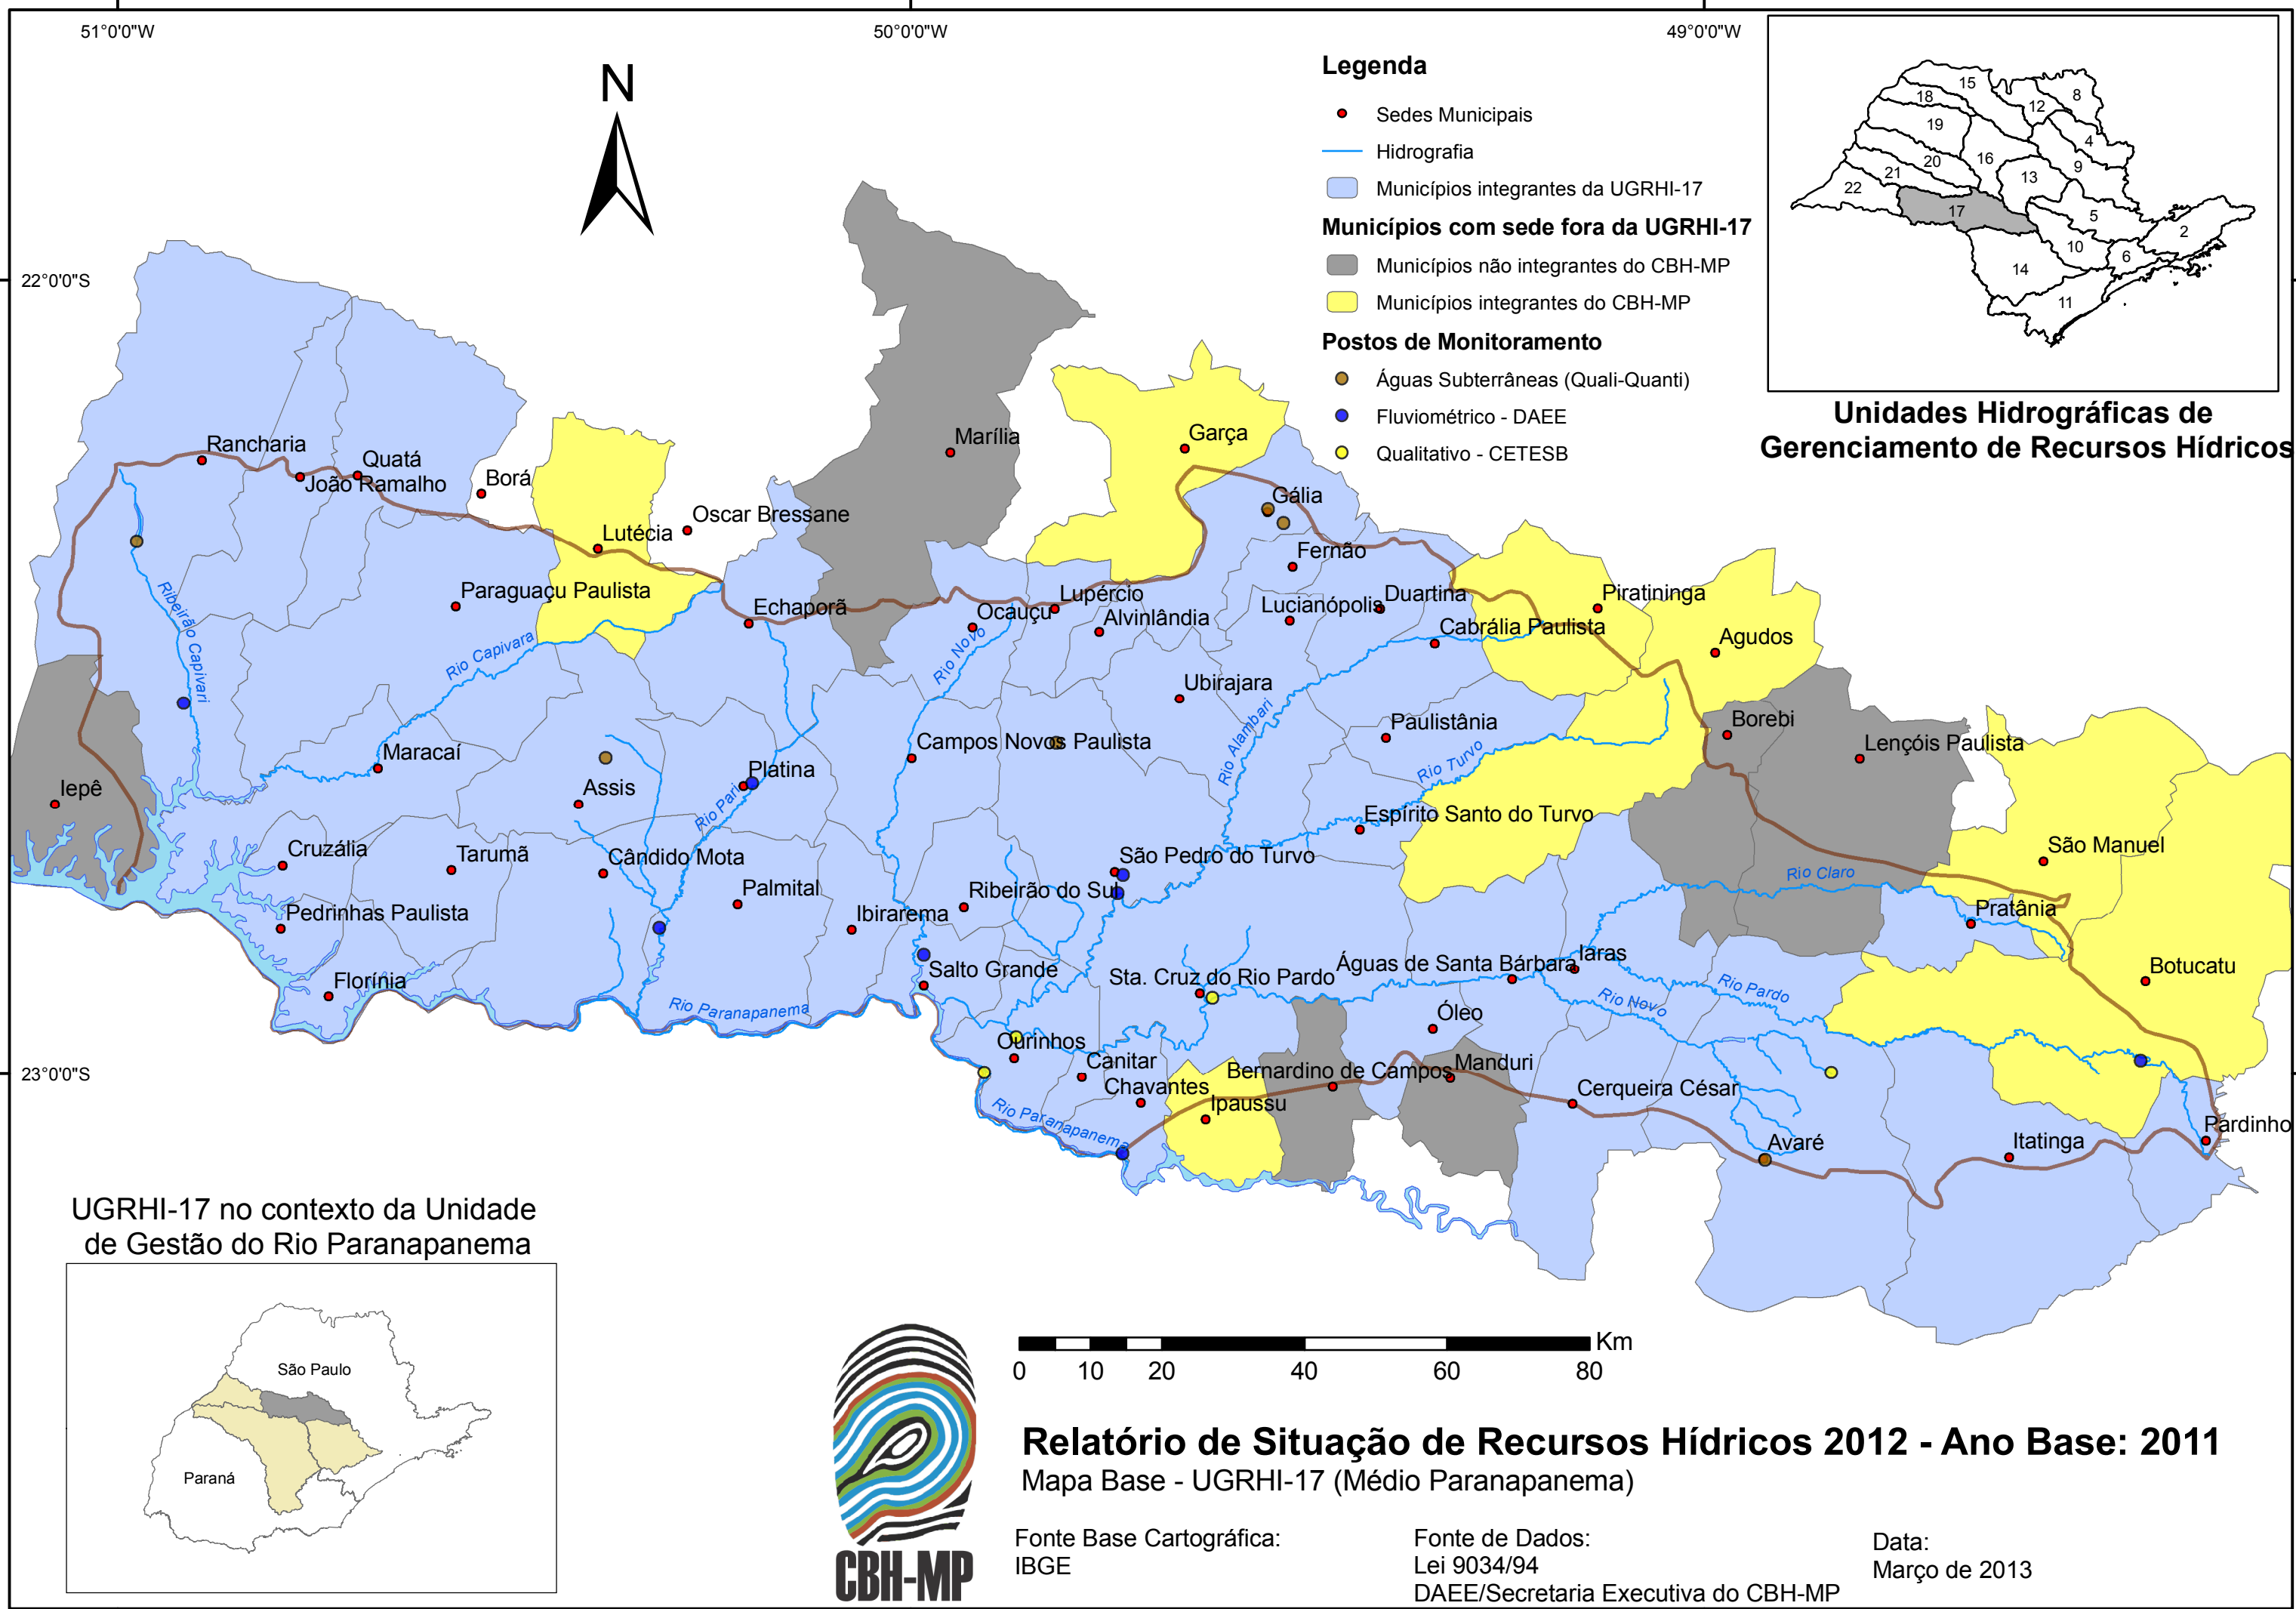 51°0'0"W
50°0'0"W
49°0'0"W
22°0'0"S
23°0'0"S
N
Legenda
Sedes Municipais
Hidrografia
Municípios integrantes da UGRHI-17
Municípios com sede fora da UGRHI-17
Municípios não integrantes do CBH-MP
Municípios integrantes do CBH-MP
Postos de Monitoramento
Águas Subterrâneas (Quali-Quanti)
Fluviométrico - DAEE
Qualitativo - CETESB
15
18
8
12
19
4
16
9
20
13
21
22
17
5
2
10
6
14
11
Unidades Hidrográficas de
Gerenciamento de Recursos Hídricos
Rancharia
Quatá
João Ramalho
Borá
Marília
Garça
Oscar Bressane
Lutécia
Gália
Fernão
Paraguaçu Paulista
Echaporã
Ocauçu
Lupércio
Alvinlândia
Lucianópolis
Duartina
Piratininga
Cabrália Paulista
Agudos
Ribeirão Capivari
Rio Capivara
Rio Novo
Ubirajara
Rio Alambari
Paulistânia
Borebi
Lençóis Paulista
Maracaí
Campos Novos Paulista
Rio Turvo
Iepê
Assis
Platina
Rio Pari
Espírito Santo do Turvo
Cruzália
Tarumã
Cândido Mota
São Pedro do Turvo
São Manuel
Rio Claro
Palmital
Ribeirão do Sul
Pedrinhas Paulista
Ibirarema
Pratânia
Florínia
Salto Grande
Sta. Cruz do Rio Pardo
Águas de Santa Bárbara
Iaras
Botucatu
Rio Pardo
Rio Novo
Rio Paranapanema
Óleo
Ourinhos
Canitar
Chavantes
Bernardino de Campos
Manduri
Cerqueira César
Ipaussu
Rio Paranapanema
Avaré
Itatinga
Pardinho
UGRHI-17 no contexto da Unidade
de Gestão do Rio Paranapanema
São Paulo
Paraná
CBH-MP
Km
0 10 20 40 60 80
Relatório de Situação de Recursos Hídricos 2012 - Ano Base: 2011
Mapa Base - UGRHI-17 (Médio Paranapanema)
Fonte Base Cartográfica:
IBGE
Fonte de Dados:
Lei 9034/94
DAEE/Secretaria Executiva do CBH-MP
Data:
Março de 2013